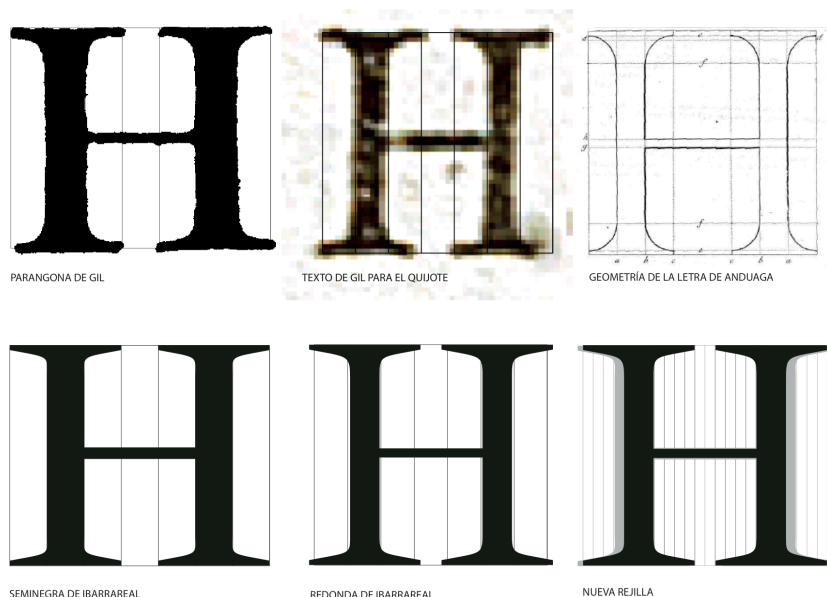 H
H
d e d
f
h
g
f
e
a b c c b a
PARANGONA DE GIL
TEXTO DE GIL PARA EL QUIJOTE
GEOMETRÍA DE LA LETRA DE ANDUAGA
H
H
H
SEMINEGRA DE IBARRAREAL
REDONDA DE IBARRAREAL
NUEVA REJILLA